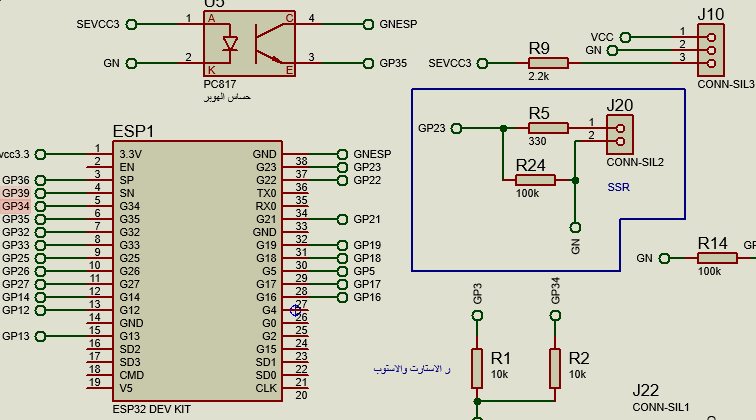 U5
SEVCC3
1
A
C
4
GNESP
GN
2
K
E
3
GP35
PC817
حساس الهوبر
J10
VCC
1
GN
2
SEVCC3
R9
3
2.2k
CONN-SIL3
GP23
R5
330
J20
1
2
CONN-SIL2
R24
100k
SSR
GN
GN
R14
100k
GP3
GP34
R1
10k
R2
10k
ر الاستارت والاستوب
J22
CONN-SIL1
ESP1
vcc3.3 1 3.3V GND 38 GNESP
2 EN G23 37 GP23
GP36 3 SP G22 36 GP22
GP39 4 SN TX0 35
GP34 5 G34 RX0 34
GP35 6 G35 G21 33 GP21
GP32 7 G32 GND 32
GP33 8 G33 G19 31 GP19
GP25 9 G25 G18 30 GP18
GP26 10 G26 G5 29 GP5
GP27 11 G27 G17 28 GP17
GP14 12 G14 G16 27 GP16
GP12 13 G12 G4 26
14 GND G0 25
GP13 15 G13 G2 24
16 SD2 G15 23
17 SD3 SD1 22
18 CMD SD0 21
19 V5 CLK 20
ESP32 DEV KIT